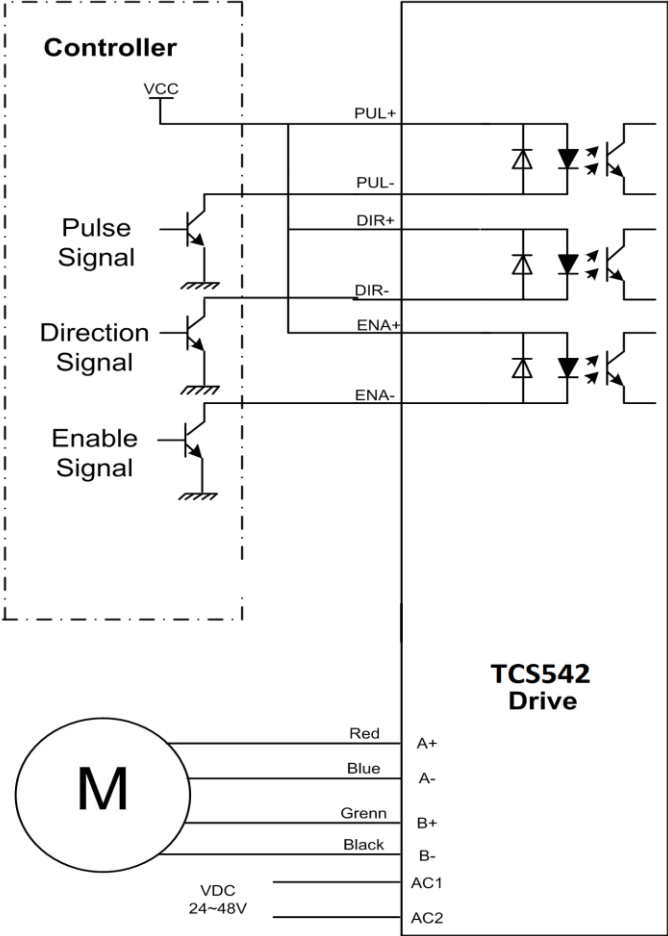 Controller
VCC
PUL+
PUL-
Pulse
Signal
DIR+
DIR-
Direction
Signal
ENA+
ENA-
Enable
Signal
TCS542
Drive
M
Red
A+
Blue
A-
Grenn
B+
Black
B-
VDC
24~48V
AC1
AC2